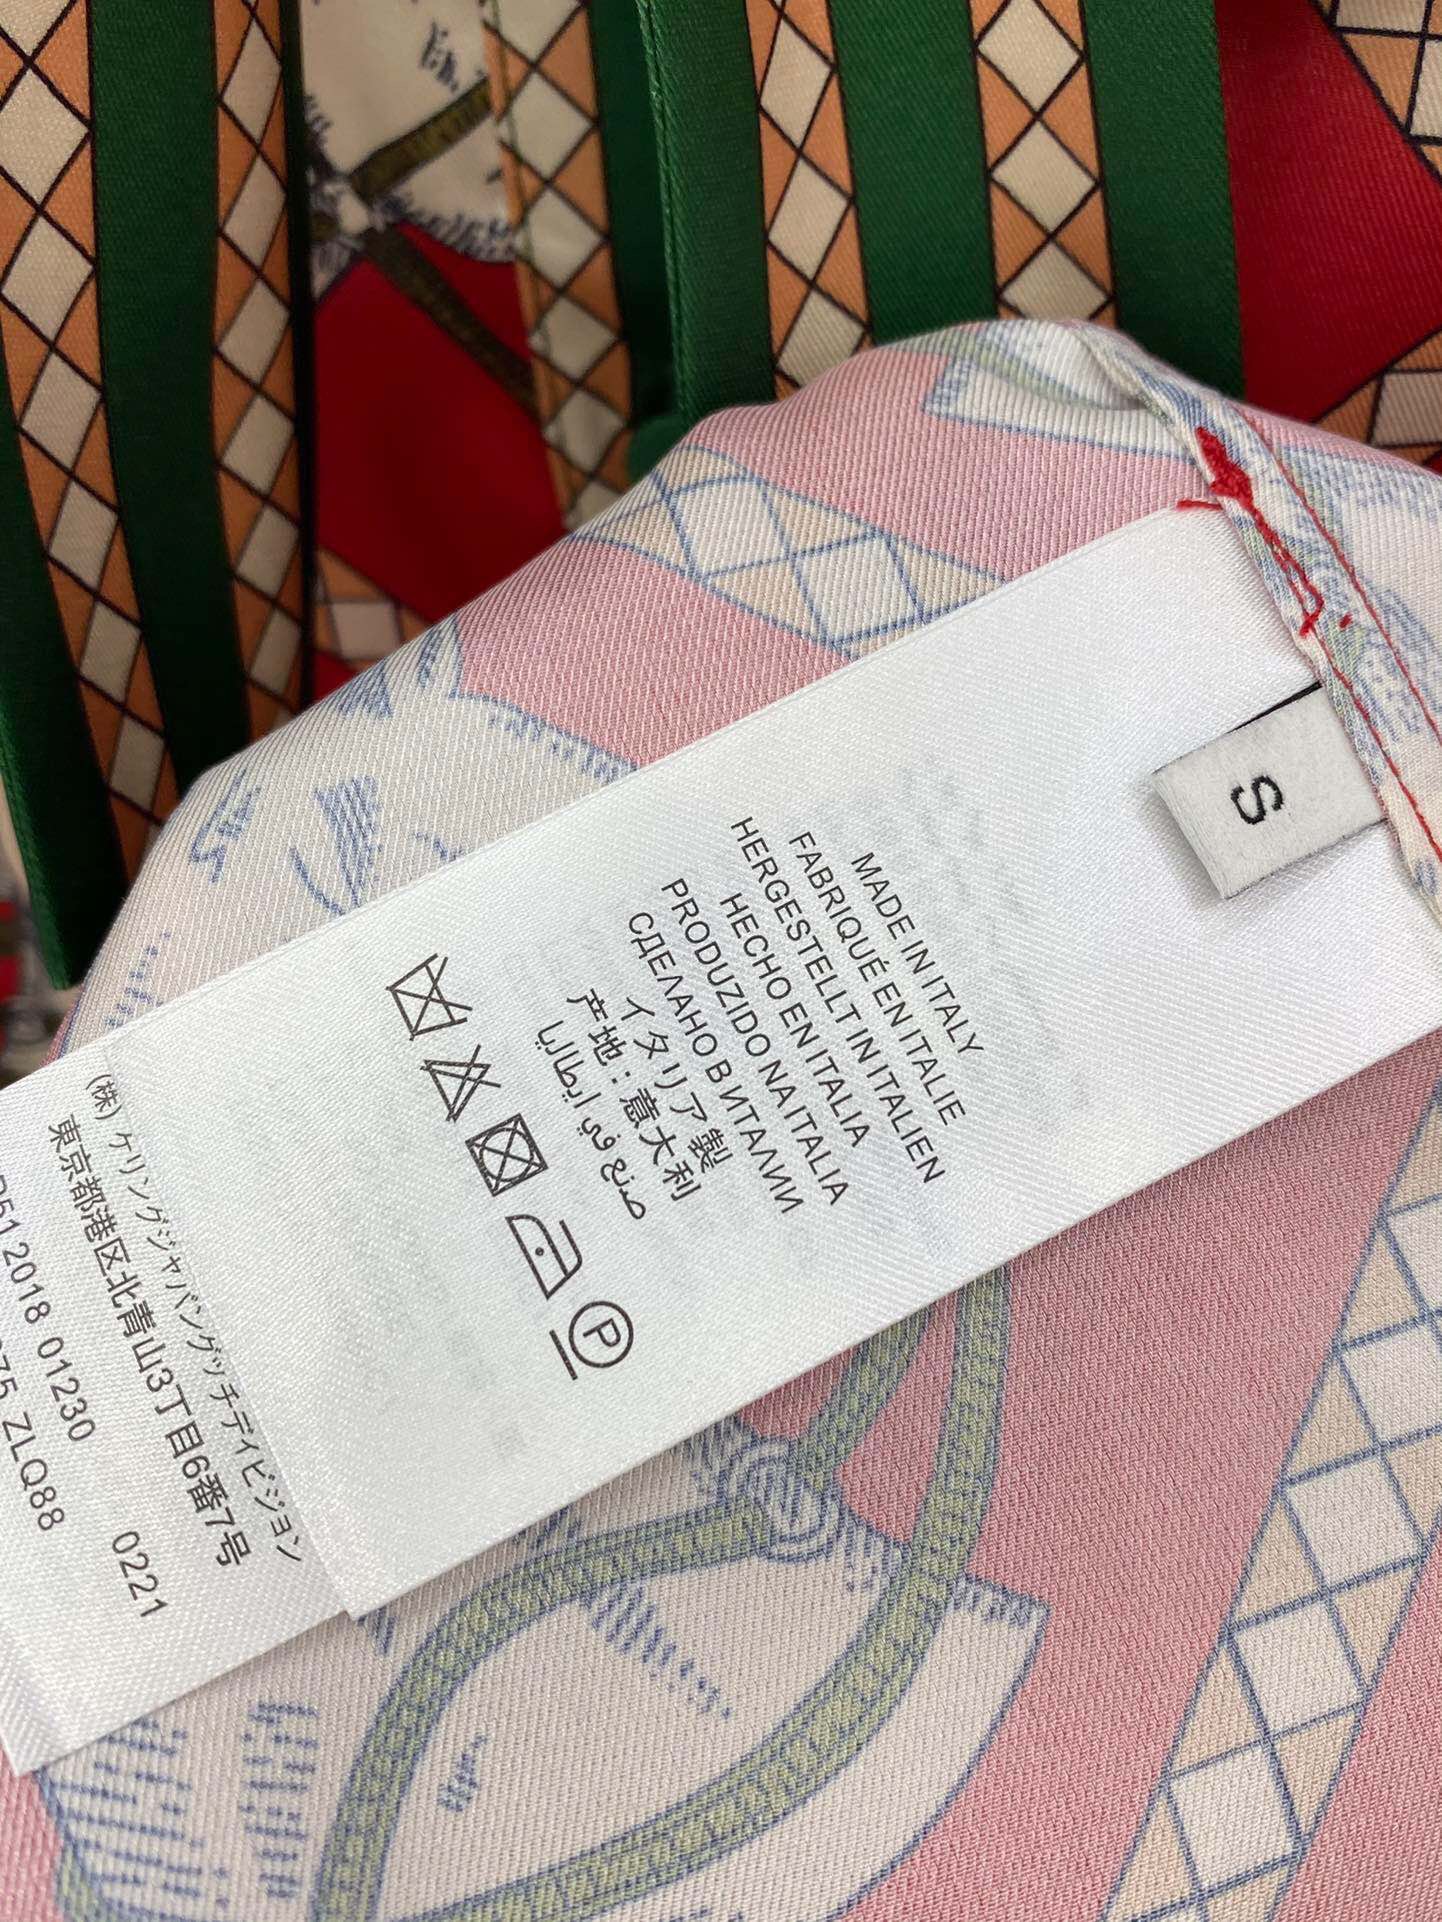 S
MADE IN ITALY
FABRIQUÉ EN ITALIE
HERGESTELLT IN ITALIEN
HECHO EN ITALIA
PRODUZIDO NA ITALIA
СДЕЛАНО В ИТАЛИИ
イタリア製
产地：意大利
صنع في ايطاليا
P
(株) ケリングジャパングッチディビジョン
東京都港区北青山3丁目6番7号
0221
2018 01230
ZLQ88